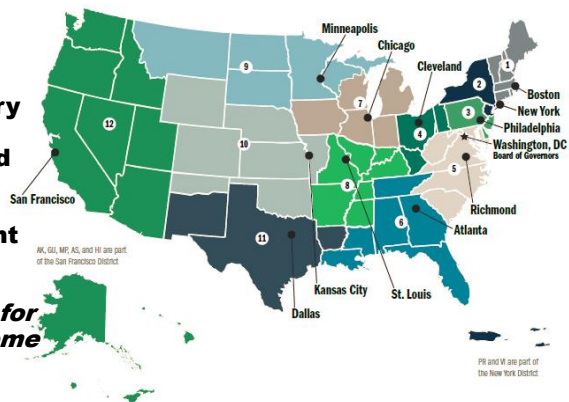 ry
d
nt
for
me
Minneapolis
Chicago
Cleveland
Boston
New York
Philadelphia
Washington, DC
Board of Governors
Richmond
Atlanta
St. Louis
Kansas City
Dallas
San Francisco
1
2
3
4
5
6
7
8
9
10
11
12
AK, GU, MP, AS, and HI are part
of the San Francisco District
PR and VI are part of
the New York District